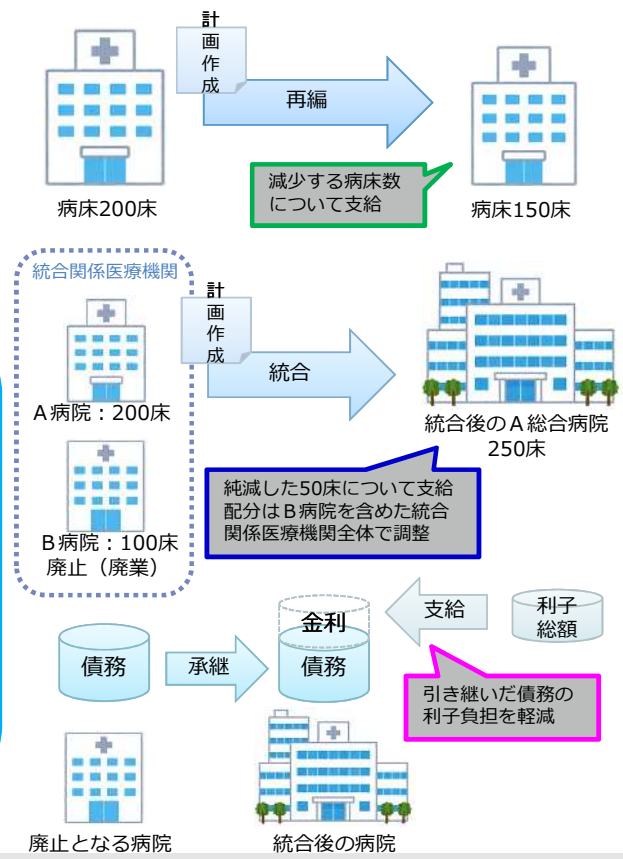 計
画
作
成
再編
減少する病床数
について支給
病床200床
病床150床
統合関係医療機関
計
画
作
成
統合
A病院：200床
統合後のA総合病院
250床
B病院：100床
廃止（廃業）
純減した50床について支給
配分はB病院を含めた統合
関係医療機関全体で調整
債務
承継
金利
債務
支給
利子
総額
引き継いだ債務の
利子負担を軽減
廃止となる病院
統合後の病院